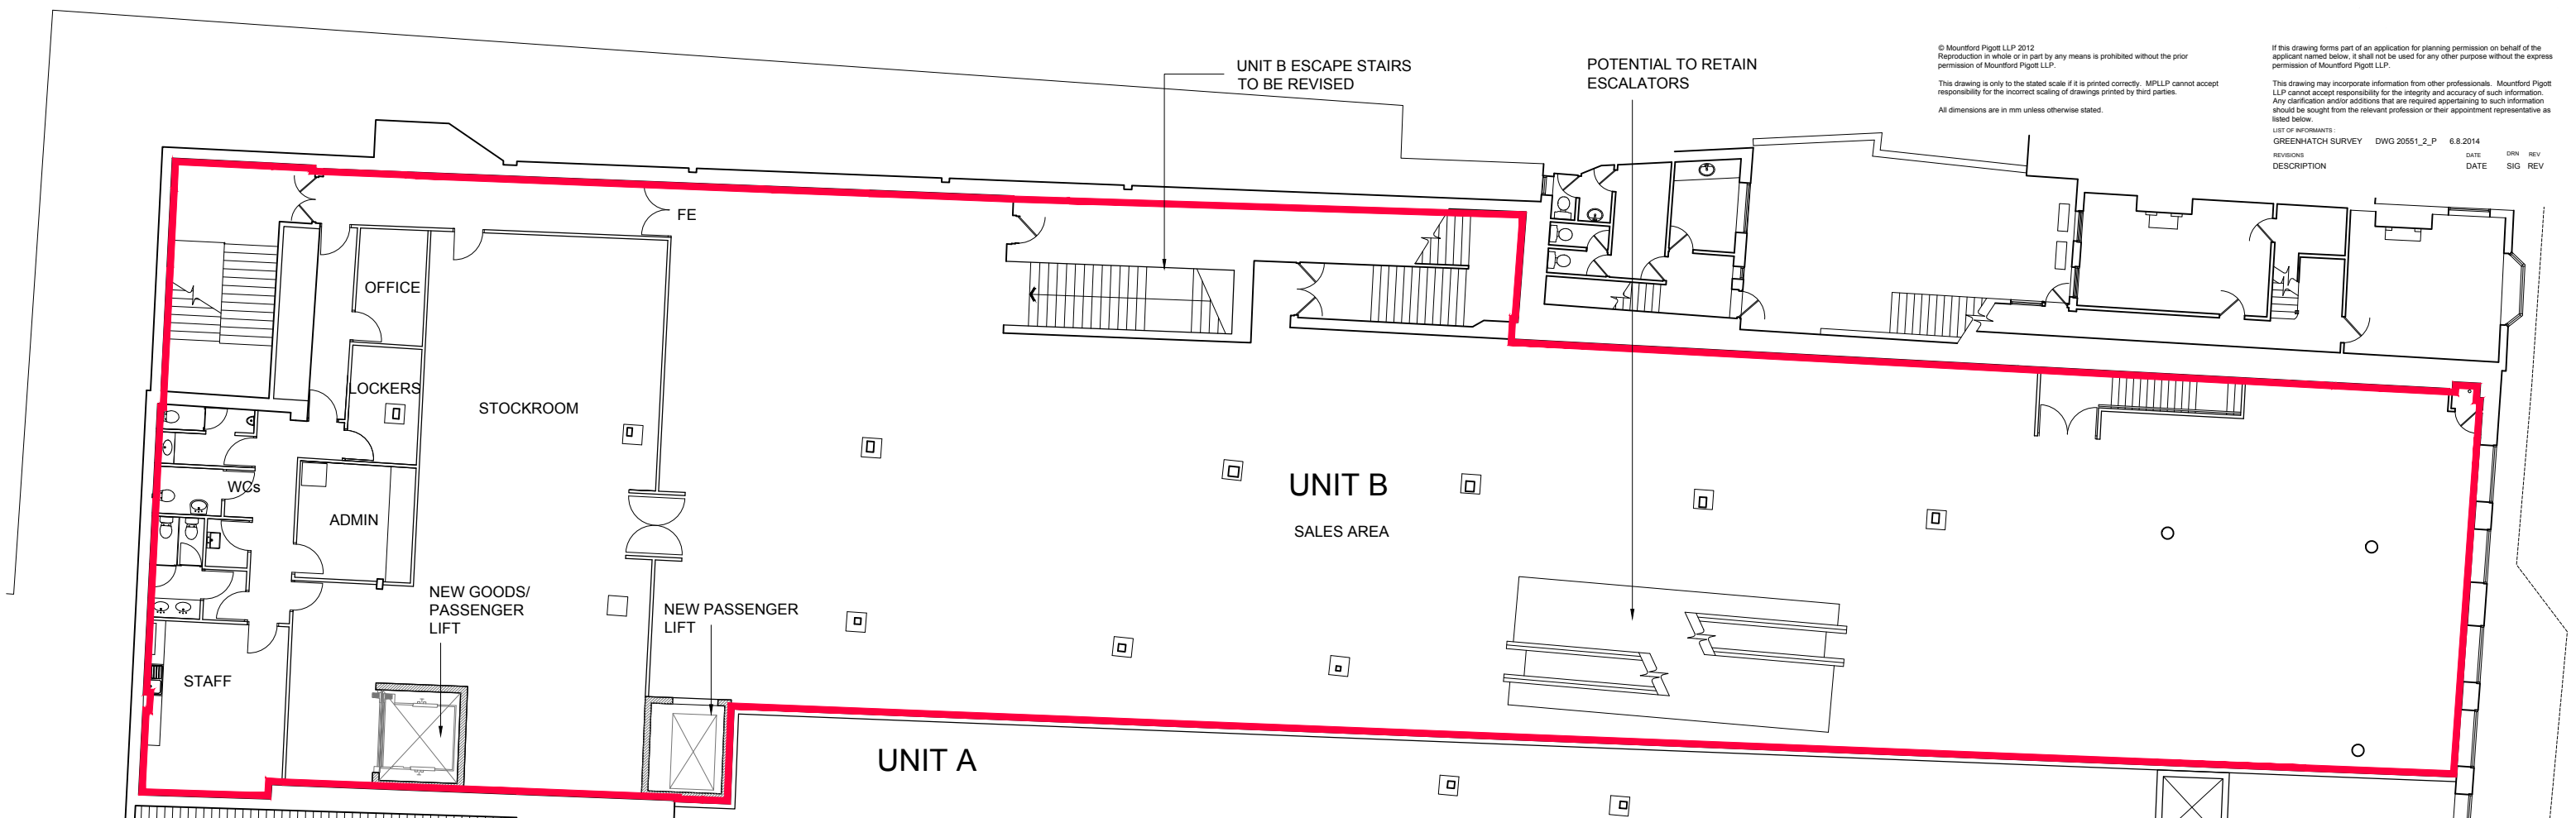 © Mountford Pigott LLP 2012
Reproduction in whole or in part by any means is prohibited without the prior
permission of Mountford Pigott LLP.
This drawing is only to the stated scale if it is printed correctly. MPLLP cannot accept
responsibility for the incorrect scaling of drawings printed by third parties.
All dimensions are in mm unless otherwise stated.
If this drawing forms part of an application for planning permission on behalf of the
applicant named below, it shall not be used for any other purpose without the express
permission of Mountford Pigott LLP.
This drawing may incorporate information from other professionals. Mountford Pigott
LLP cannot accept responsibility for the integrity and accuracy of such information.
Any clarification and/or additions that are required appertaining to such information
should be sought from the relevant profession or their appointment representative as
listed below.
LIST OF INFORMANTS :
GREENHATCH SURVEY DWG 20551_2_P 6.8.2014
REVISIONS DATE DRN REV
DESCRIPTION DATE SIG REV
UNIT B ESCAPE STAIRS
TO BE REVISED
POTENTIAL TO RETAIN
ESCALATORS
FE
OFFICE
LOCKERS
STOCKROOM
WCs
ADMIN
UNIT B
SALES AREA
NEW GOODS/
PASSENGER
LIFT
NEW PASSENGER
LIFT
STAFF
UNIT A